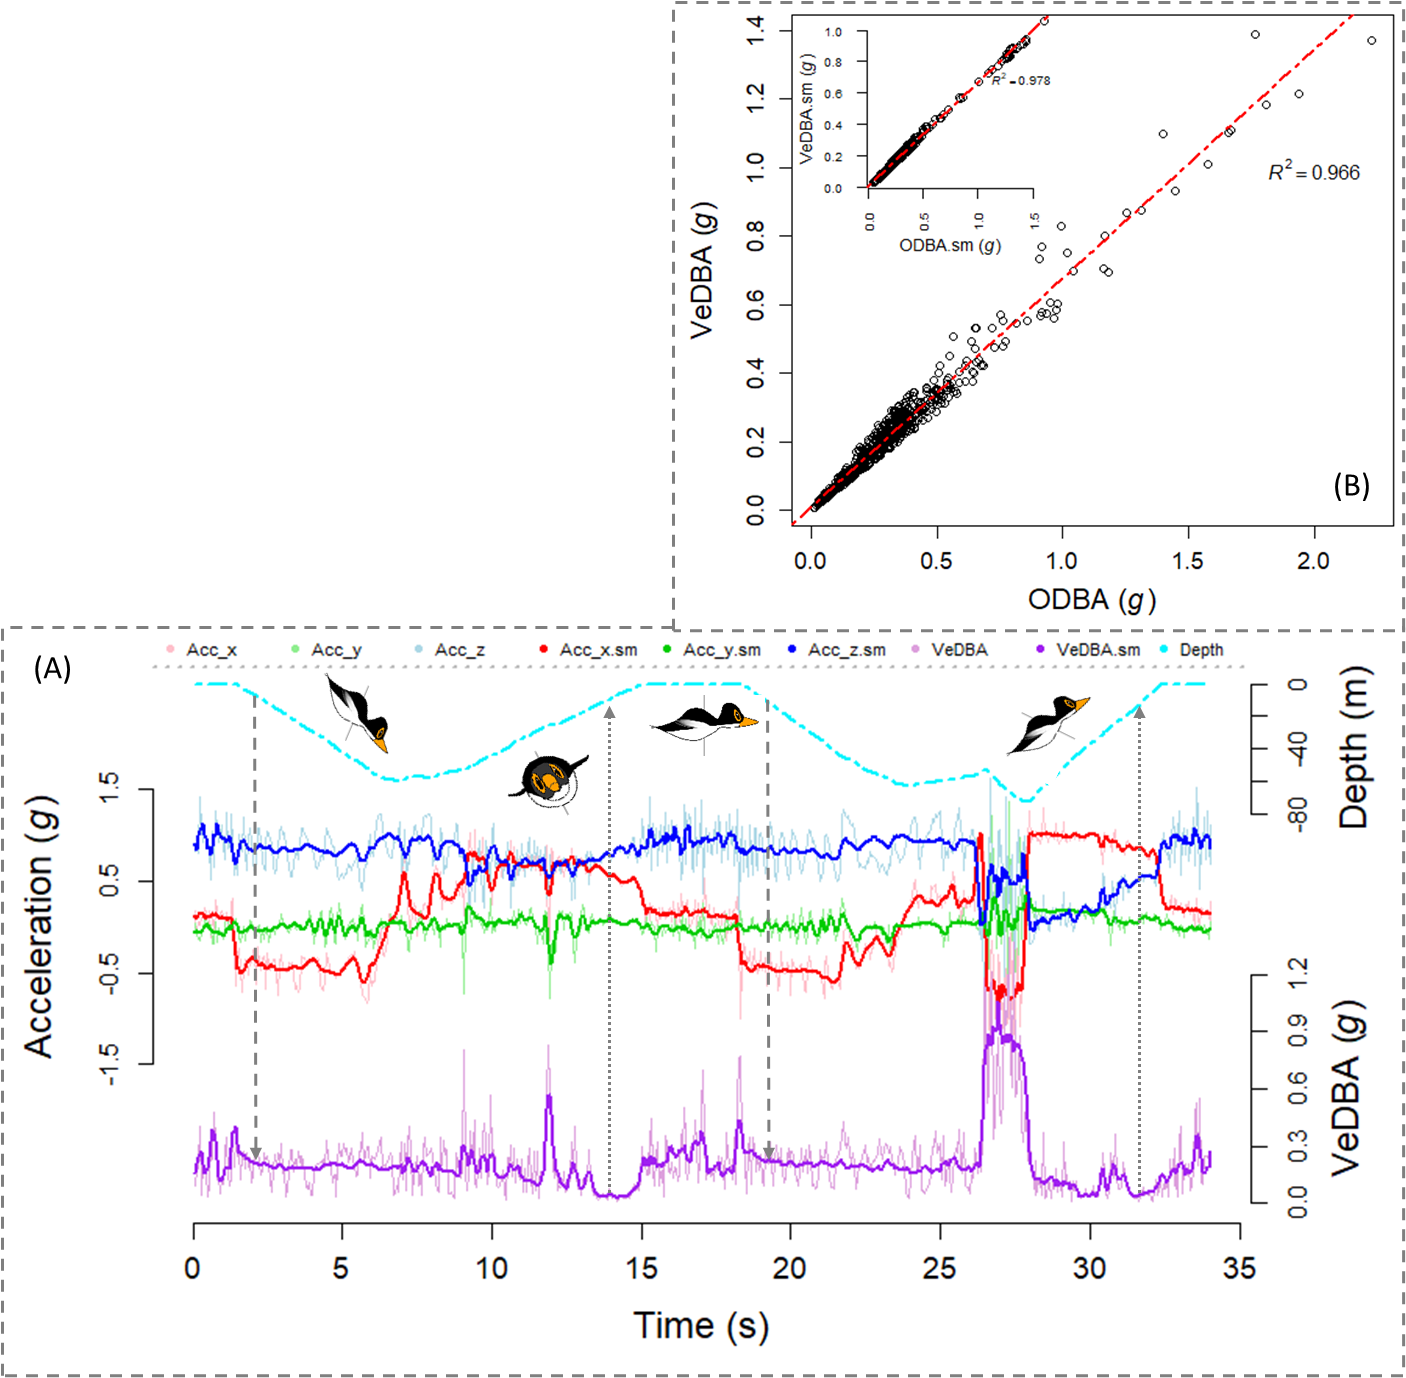 1.4
1.2
1.0
0.8
0.6
0.4
0.2
0.0
VeDBA (g)
1.0
0.8
0.6
0.4
0.2
0.0
VeDBA.sm (g)
R² = 0.978
0.0 0.5 1.0 1.5
ODBA.sm (g)
R² = 0.966
(B)
0.0 0.5 1.0 1.5 2.0
ODBA (g)
(A)
Acc_x Acc_y Acc_z Acc_x.sm Acc_y.sm Acc_z.sm VeDBA VeDBA.sm Depth
0
-40
-80
Depth (m)
1.5
0.5
-0.5
-1.5
Acceleration (g)
1.2
0.9
0.6
0.3
0.0
VeDBA (g)
0 5 10 15 20 25 30 35
Time (s)